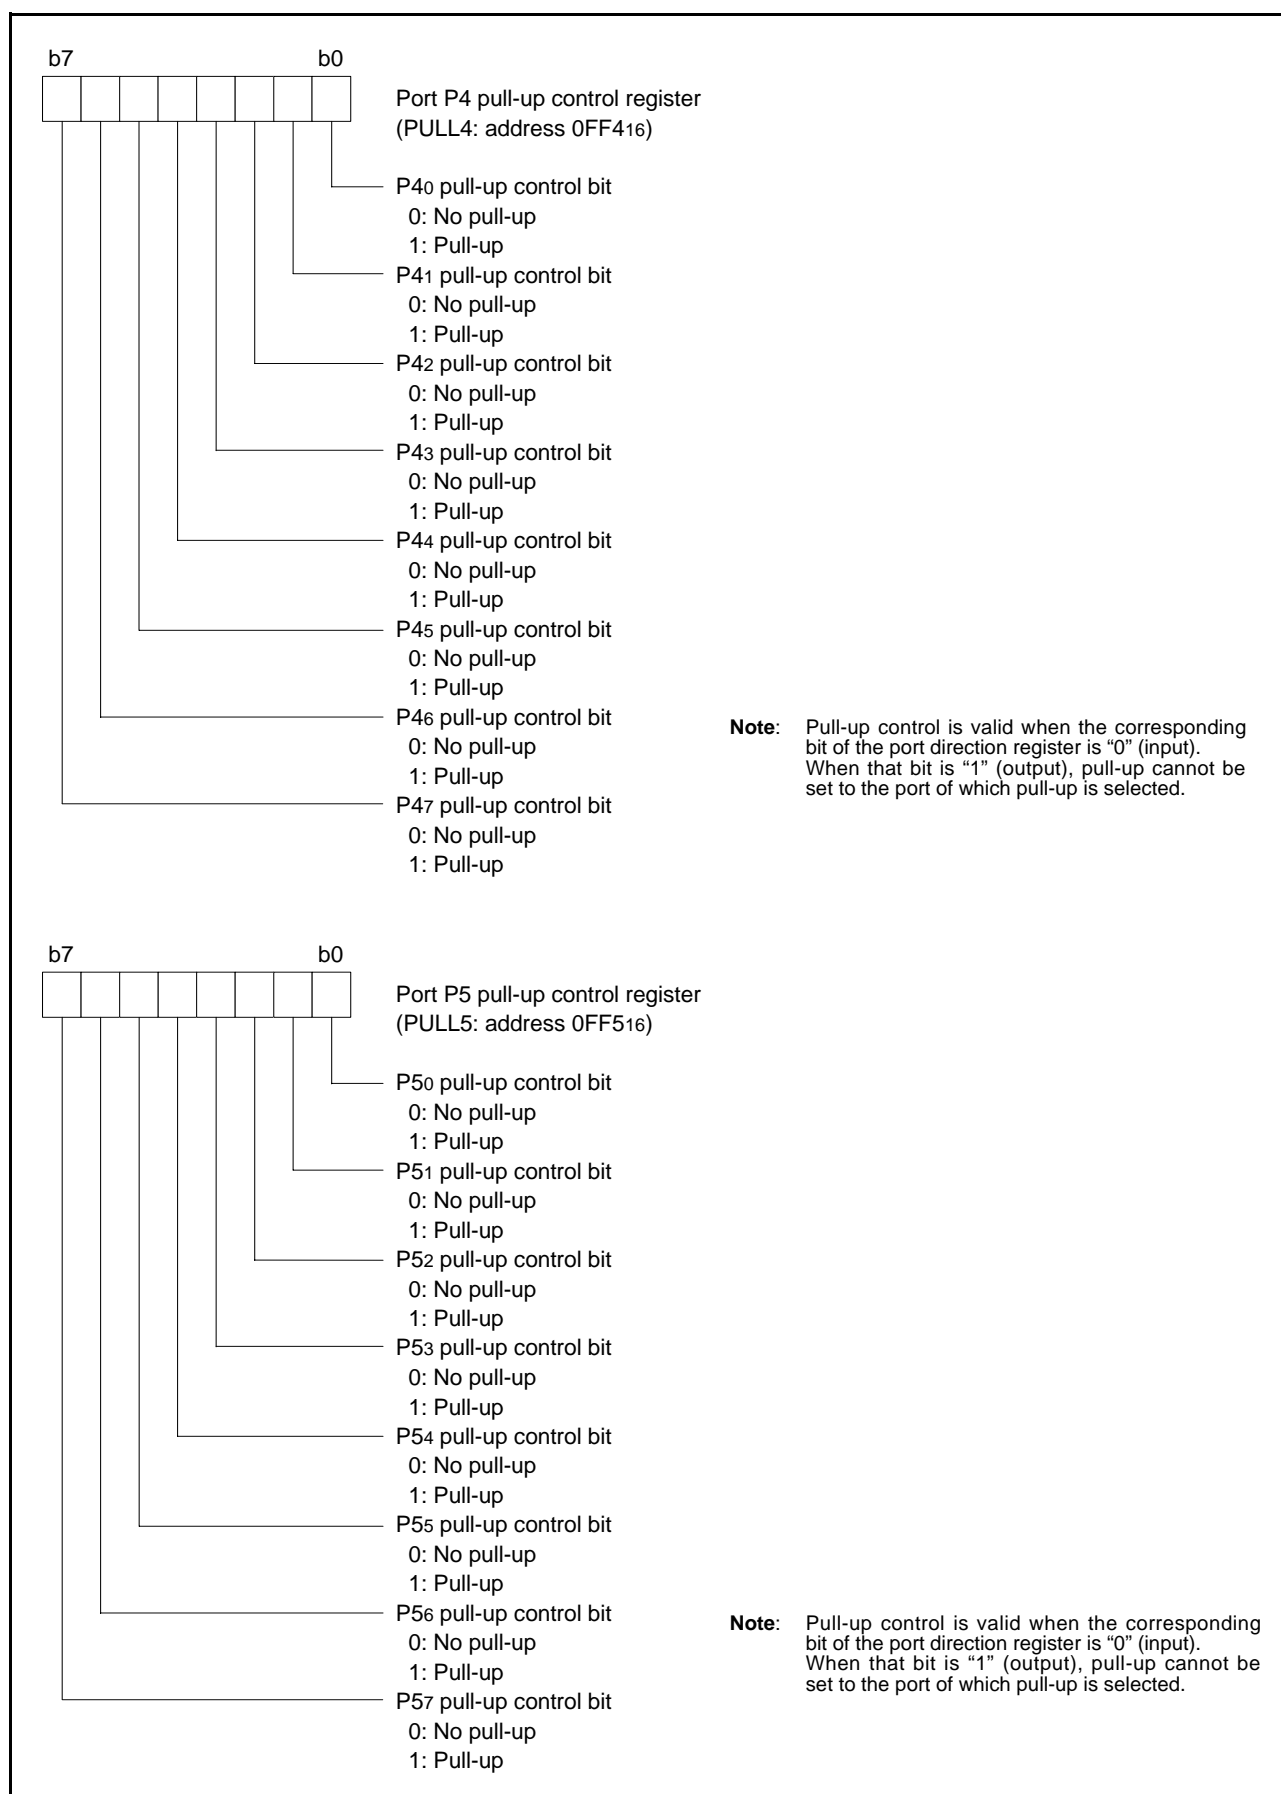 b7 b0
Port P4 pull-up control register
(PULL4: address 0FF416)
P40 pull-up control bit
0: No pull-up
1: Pull-up
P41 pull-up control bit
0: No pull-up
1: Pull-up
P42 pull-up control bit
0: No pull-up
1: Pull-up
P43 pull-up control bit
0: No pull-up
1: Pull-up
P44 pull-up control bit
0: No pull-up
1: Pull-up
P45 pull-up control bit
0: No pull-up
1: Pull-up
P46 pull-up control bit
0: No pull-up
1: Pull-up
P47 pull-up control bit
0: No pull-up
1: Pull-up
Note: Pull-up control is valid when the corresponding
bit of the port direction register is “0” (input).
When that bit is “1” (output), pull-up cannot be
set to the port of which pull-up is selected.
b7 b0
Port P5 pull-up control register
(PULL5: address 0FF516)
P50 pull-up control bit
0: No pull-up
1: Pull-up
P51 pull-up control bit
0: No pull-up
1: Pull-up
P52 pull-up control bit
0: No pull-up
1: Pull-up
P53 pull-up control bit
0: No pull-up
1: Pull-up
P54 pull-up control bit
0: No pull-up
1: Pull-up
P55 pull-up control bit
0: No pull-up
1: Pull-up
P56 pull-up control bit
0: No pull-up
1: Pull-up
P57 pull-up control bit
0: No pull-up
1: Pull-up
Note: Pull-up control is valid when the corresponding
bit of the port direction register is “0” (input).
When that bit is “1” (output), pull-up cannot be
set to the port of which pull-up is selected.